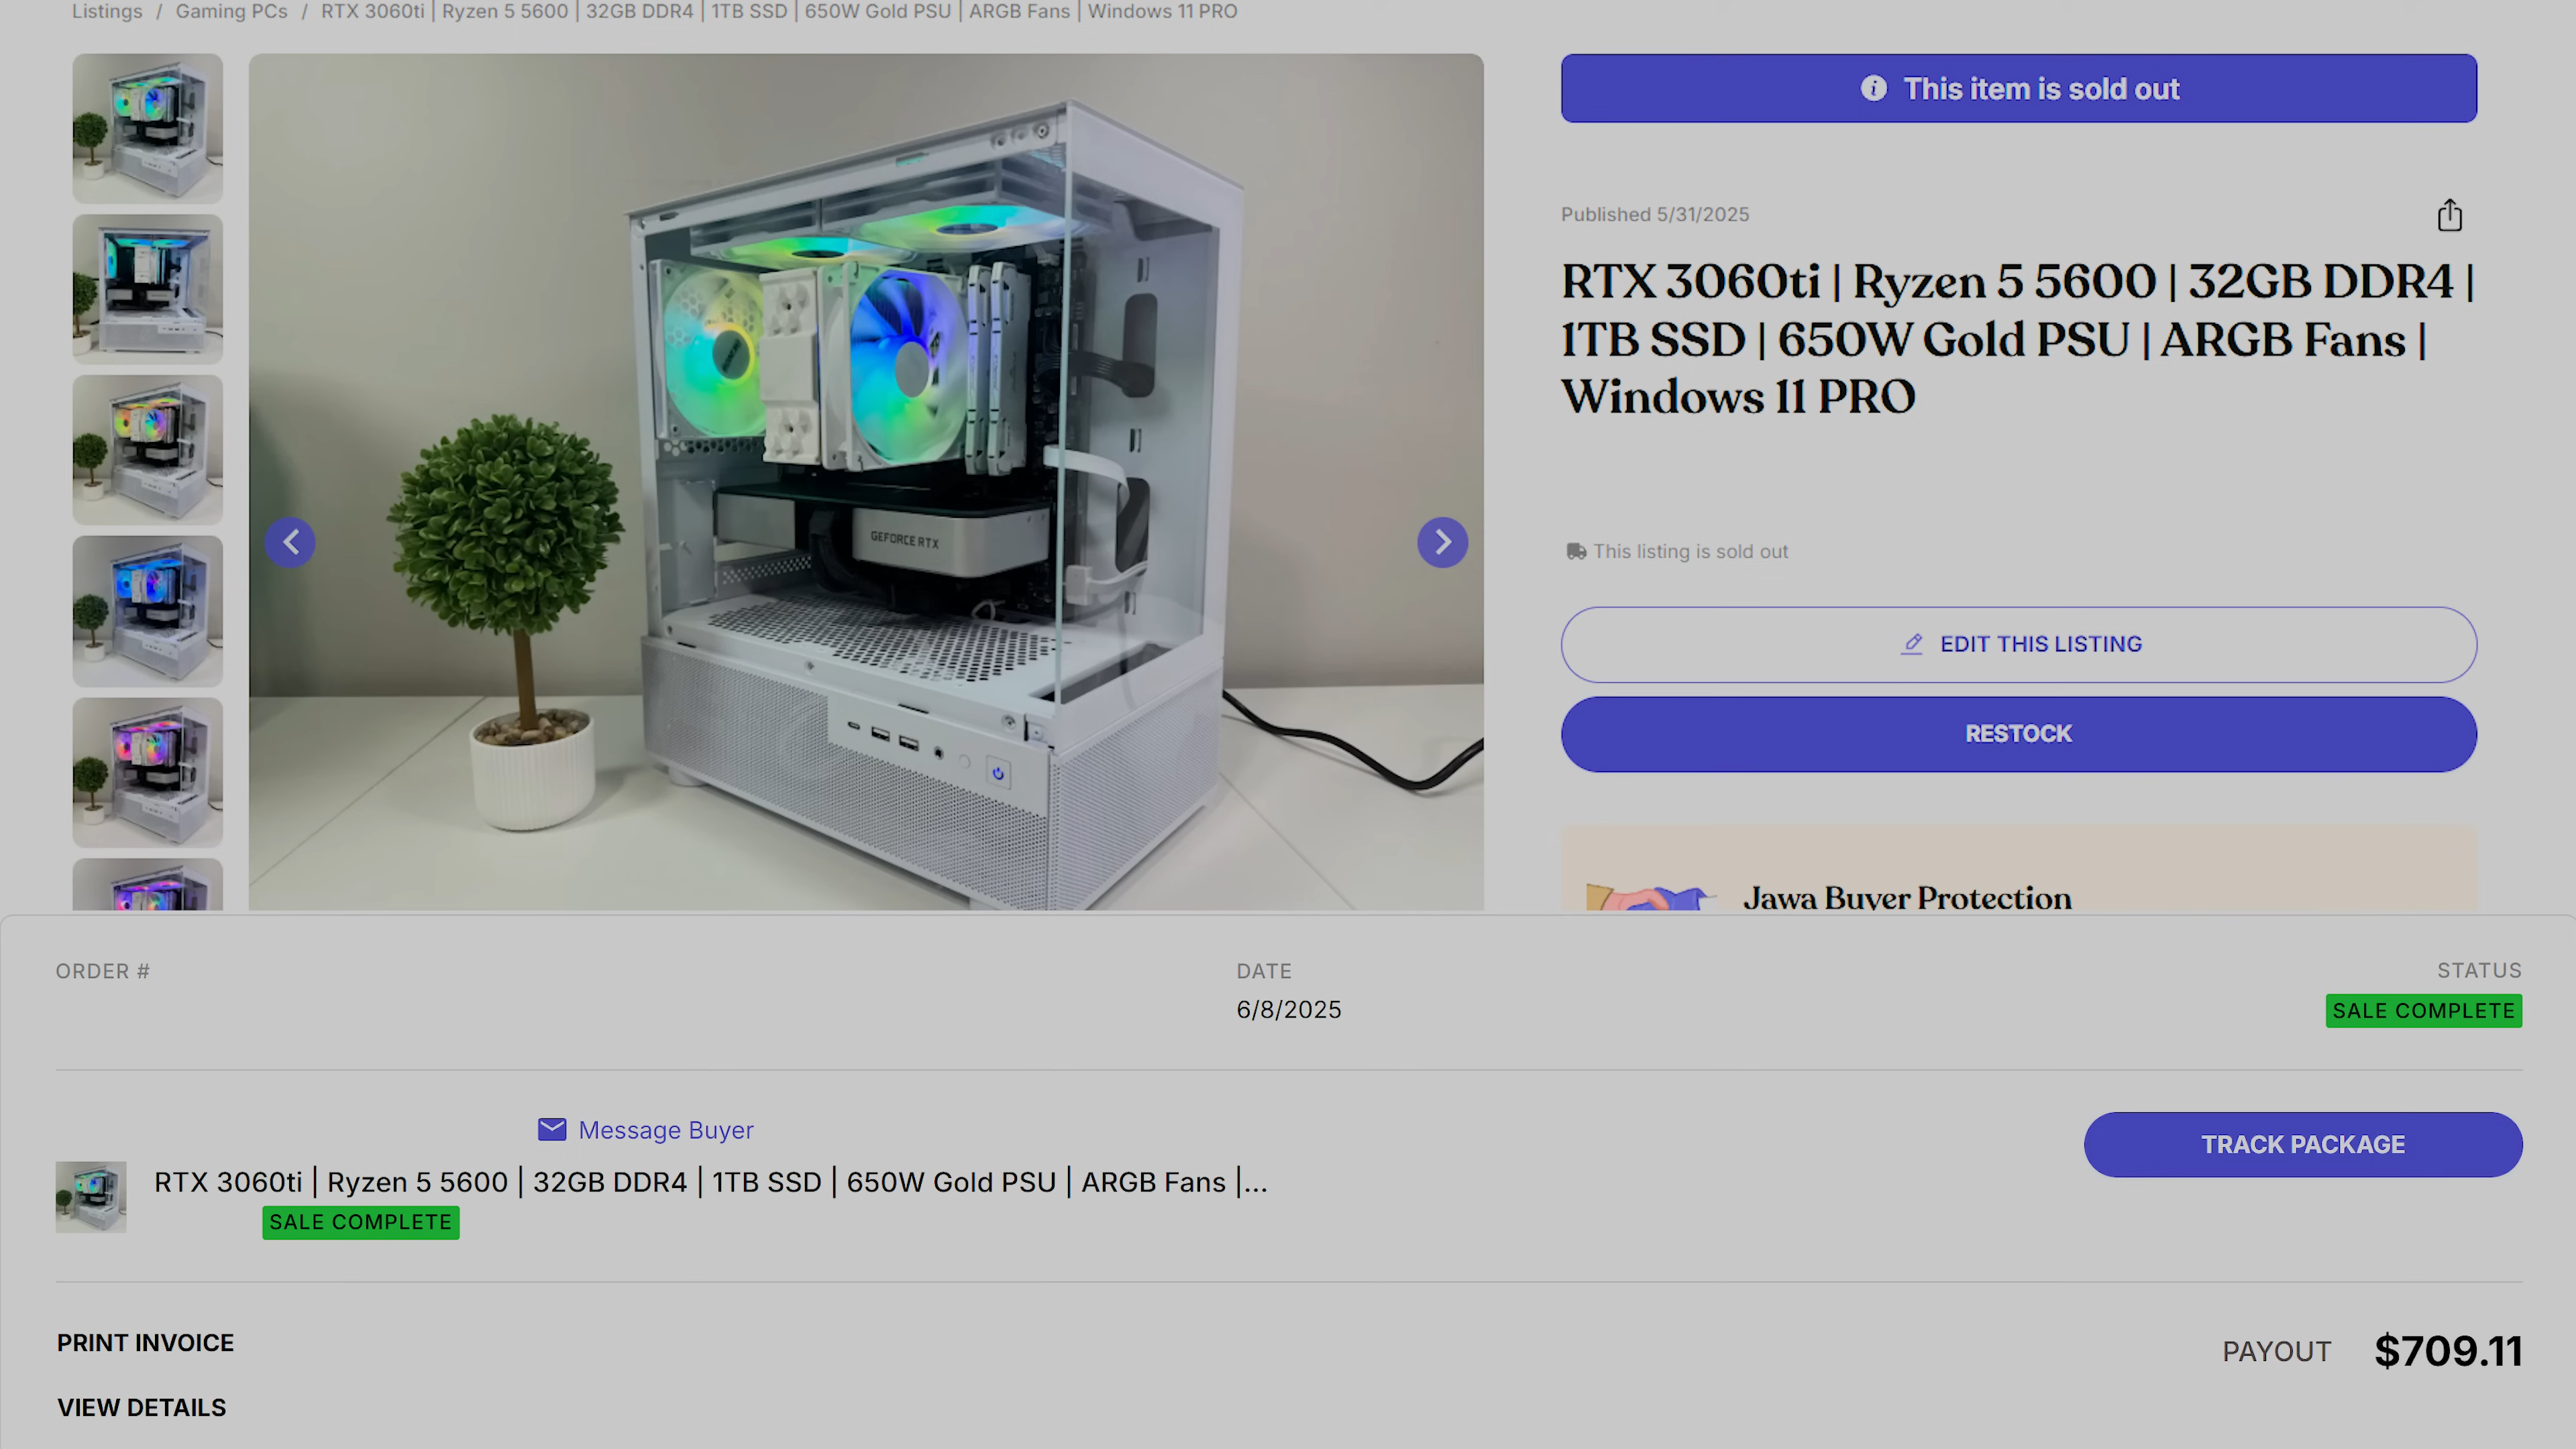 Listings / Gaming PCs / RTX 3060ti | Ryzen 5 5600 | 32GB DDR4 | 1TB SSD | 650W Gold PSU | ARGB Fans | Windows 11 PRO
This item is sold out
Published 5/31/2025
RTX 3060ti | Ryzen 5 5600 | 32GB DDR4 |
1TB SSD | 650W Gold PSU | ARGB Fans |
Windows 11 PRO
GEFORCE RTX
This listing is sold out
EDIT THIS LISTING
RESTOCK
Jawa Buyer Protection
ORDER #
DATE
STATUS
6/8/2025
SALE COMPLETE
Message Buyer
TRACK PACKAGE
RTX 3060ti | Ryzen 5 5600 | 32GB DDR4 | 1TB SSD | 650W Gold PSU | ARGB Fans |...
SALE COMPLETE
PRINT INVOICE
PAYOUT $709.11
VIEW DETAILS